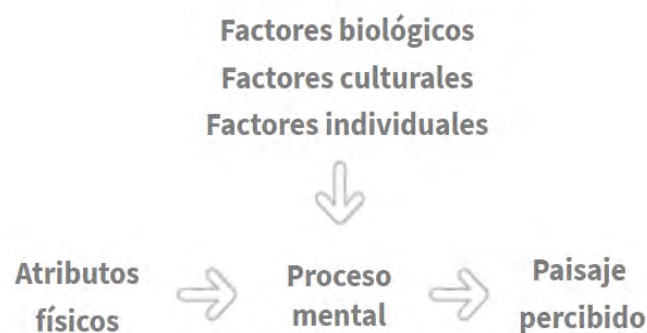 Factores biológicos
Factores culturales
Factores individuales
Atributos
físicos
Proceso
mental
Paisaje
percibido